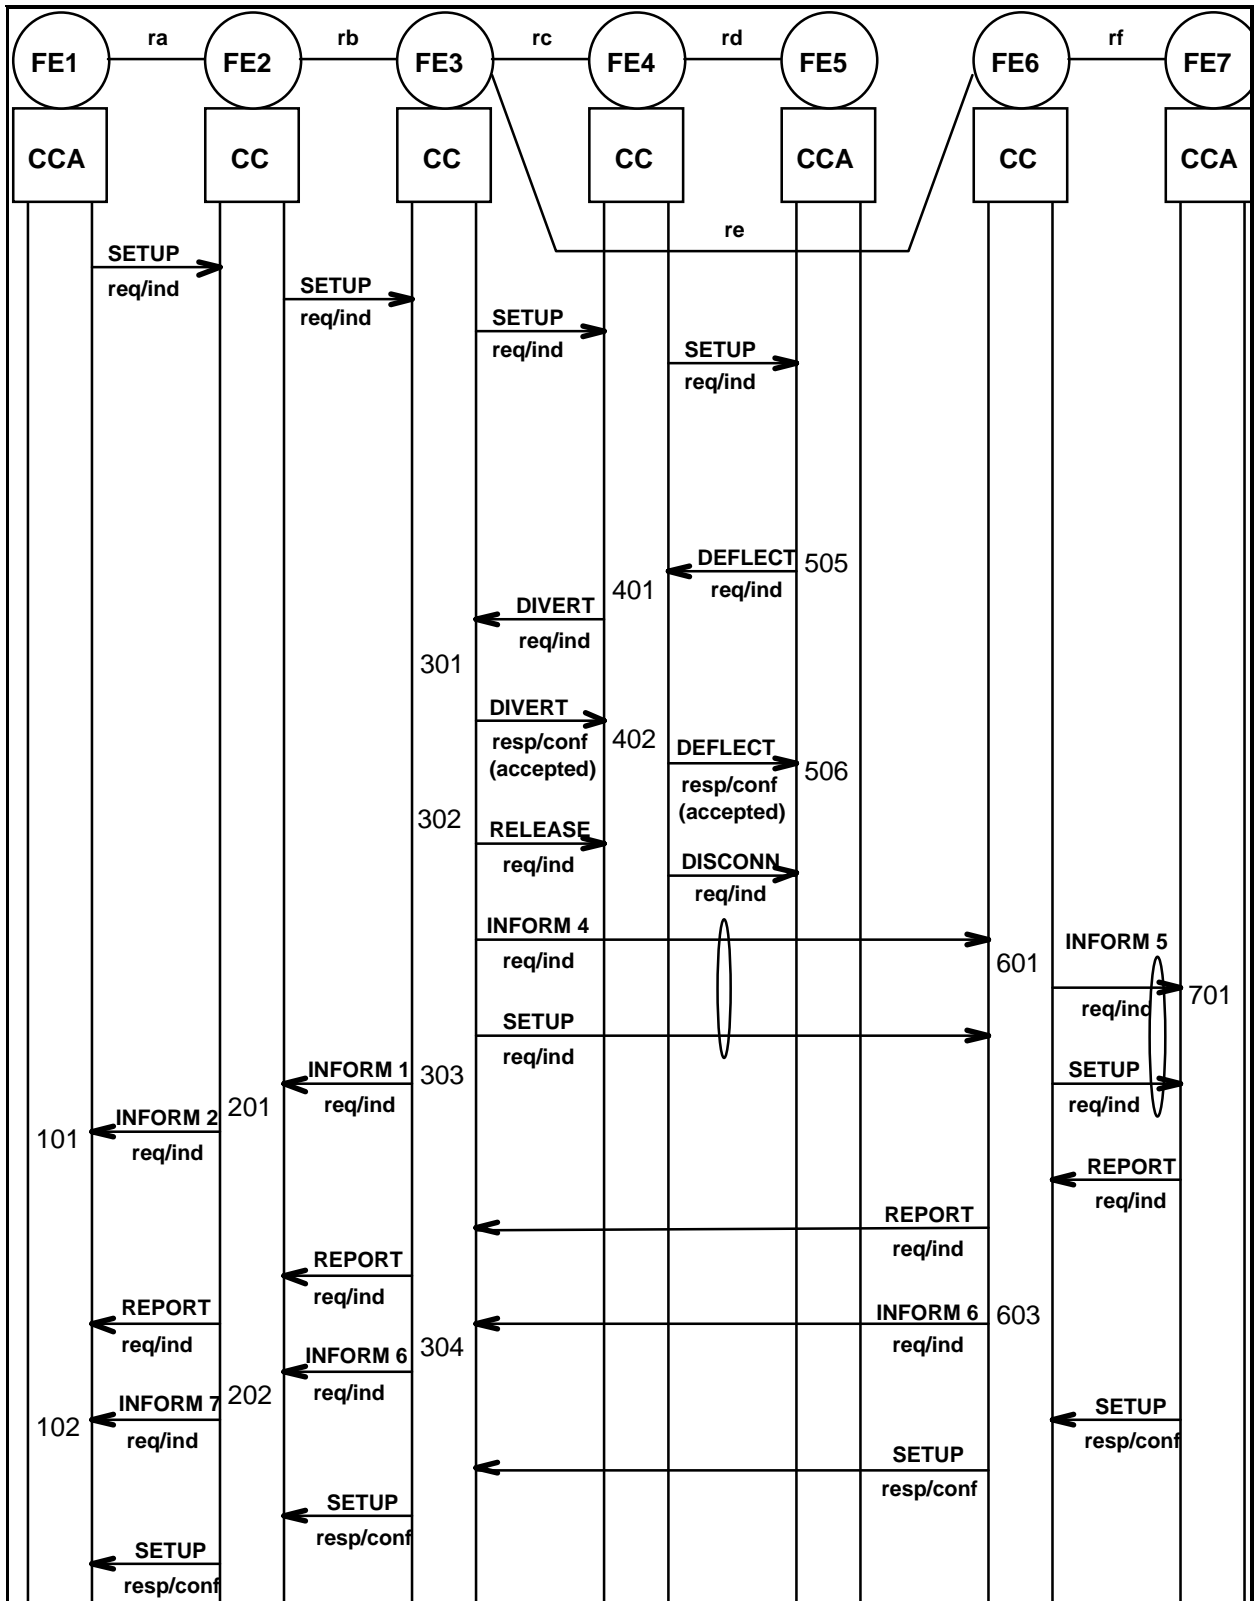 ra
rb
rc
rd
rf
FE1
FE2
FE3
FE4
FE5
FE6
FE7
CCA
CC
CC
CC
CCA
CC
CCA
re
SETUP
req/ind
SETUP
req/ind
SETUP
req/ind
SETUP
req/ind
DEFLECT
505
req/ind
401
DIVERT
req/ind
301
DIVERT
resp/conf
(accepted)
402
DEFLECT
resp/conf
(accepted)
506
302
RELEASE
req/ind
DISCONN
req/ind
INFORM 4
req/ind
601
INFORM 5
req/ind
701
SETUP
req/ind
303
INFORM 1
req/ind
SETUP
req/ind
201
INFORM 2
req/ind
101
REPORT
req/ind
REPORT
req/ind
REPORT
req/ind
REPORT
req/ind
INFORM 6
req/ind
603
304
INFORM 6
req/ind
202
INFORM 7
req/ind
102
SETUP
resp/conf
SETUP
resp/conf
SETUP
resp/conf
SETUP
resp/conf